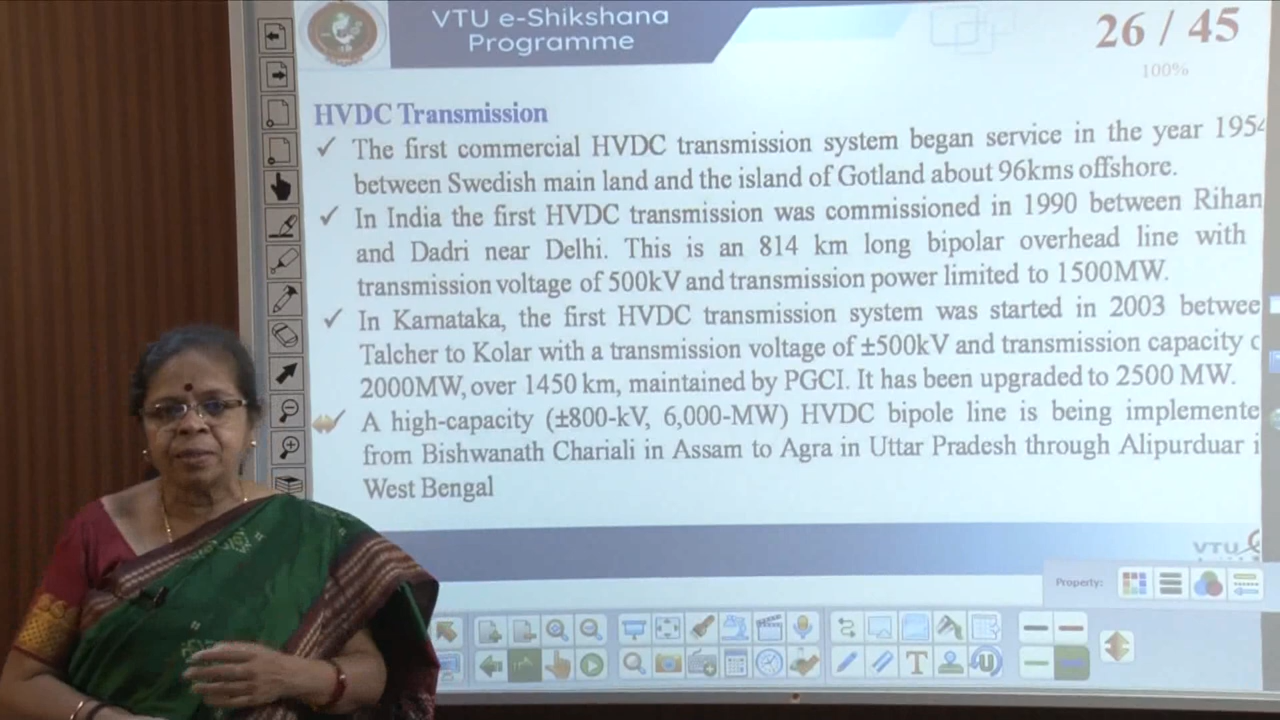 VTU e-Shikshana
Programme
26 / 45
100%
HVDC Transmission
✓ The first commercial HVDC transmission system began service in the year 1954
between Swedish main land and the island of Gotland about 96kms offshore.
✓ In India the first HVDC transmission was commissioned in 1990 between Rihan
and Dadri near Delhi. This is an 814 km long bipolar overhead line with
transmission voltage of 500kV and transmission power limited to 1500MW.
✓ In Karnataka, the first HVDC transmission system was started in 2003 betwee
Talcher to Kolar with a transmission voltage of ±500kV and transmission capacity
2000MW, over 1450 km, maintained by PGCI. It has been upgraded to 2500 MW.
✓ A high-capacity (±800-kV, 6,000-MW) HVDC bipole line is being implemente
from Bishwanath Chariali in Assam to Agra in Uttar Pradesh through Alipurduar i
West Bengal
VTU
Property: